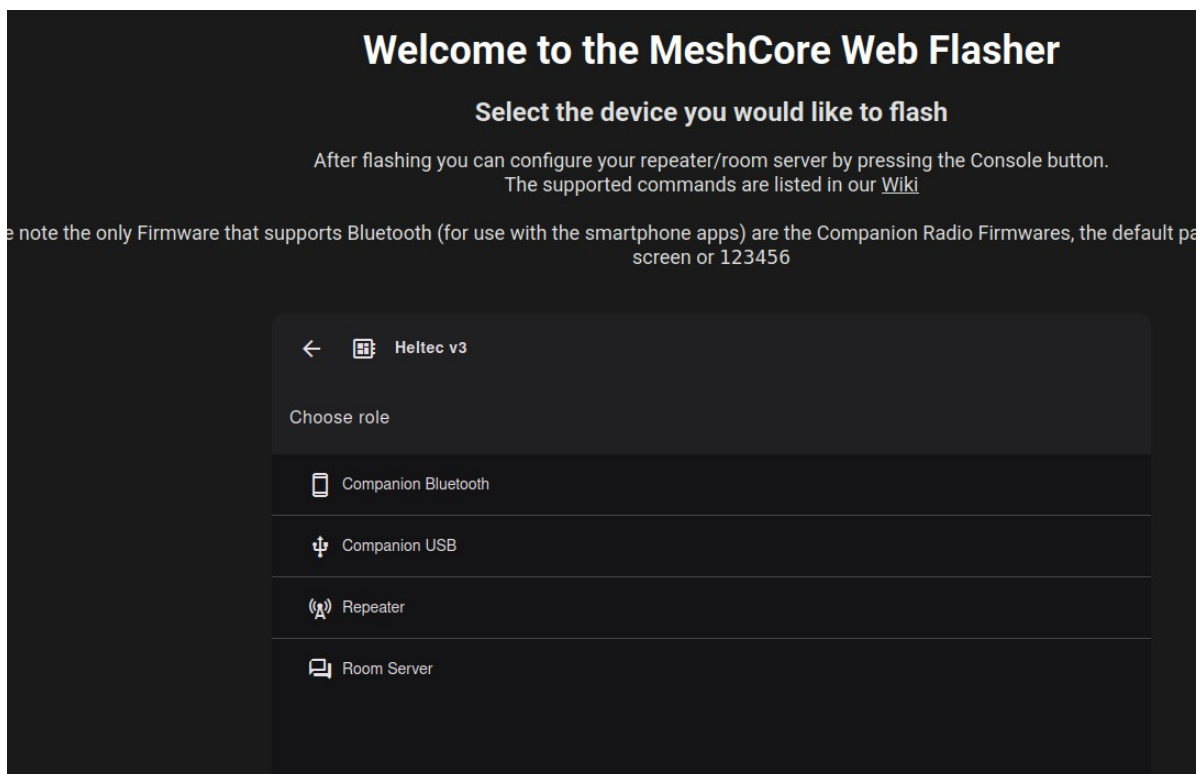 Welcome to the MeshCore Web Flasher
Select the device you would like to flash
After flashing you can configure your repeater/room server by pressing the Console button.
The supported commands are listed in our Wiki
note the only Firmware that supports Bluetooth (for use with the smartphone apps) are the Companion Radio Firmwares, the default
screen or 123456
Heltec v3
Choose role
Companion Bluetooth
Companion USB
Repeater
Room Server